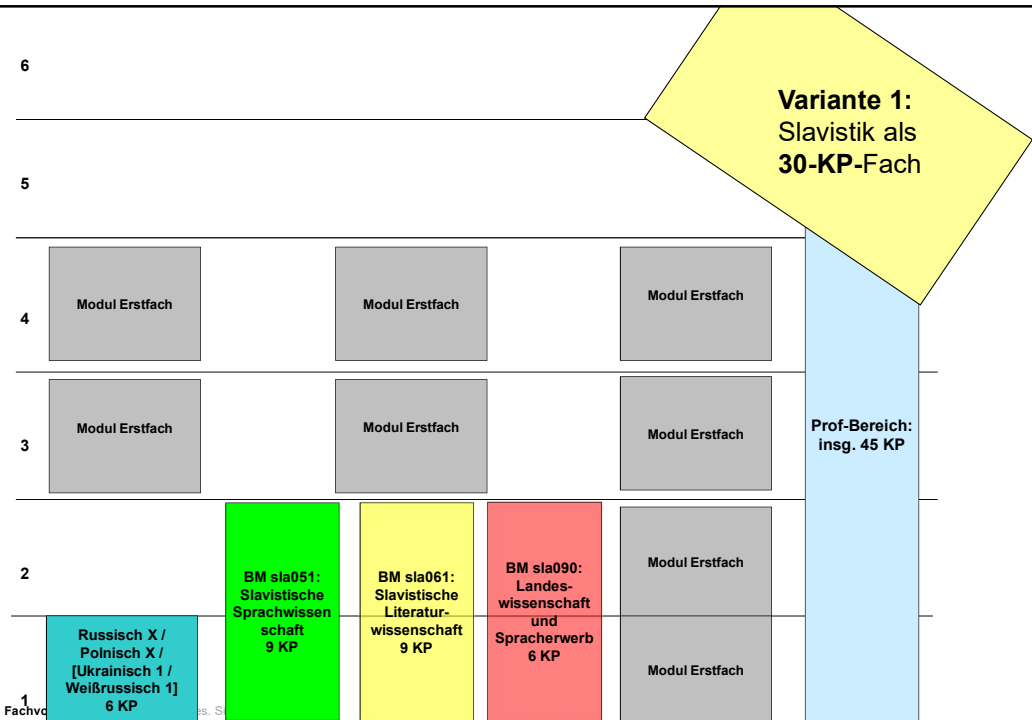 6
Variante 1:
Slavistik als
30-KP-Fach
5
4
Modul Erstfach
Modul Erstfach
Modul Erstfach
3
Modul Erstfach
Modul Erstfach
Modul Erstfach
Prof-Bereich:
insg. 45 KP
2
BM sla051:
Slavistische
Sprachwissen
schaft
9 KP
BM sla061:
Slavistische
Literatur-
wissenschaft
9 KP
BM sla090:
Landes-
wissenschaft
und
Spracherwerb
6 KP
Modul Erstfach
1
Russisch X /
Polnisch X /
[Ukrainisch 1 /
Weißrussisch 1]
6 KP
Modul Erstfach